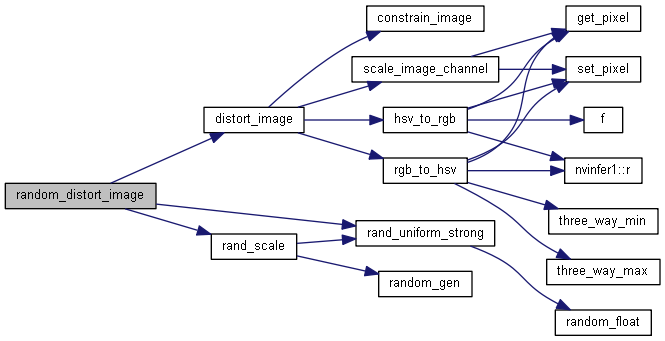 constrain_image
get_pixel
scale_image_channel
set_pixel
distort_image
hsv_to_rgb
f
rgb_to_hsv
nvinfer1::r
random_distort_image
three_way_min
rand_uniform_strong
rand_scale
three_way_max
random_gen
random_float